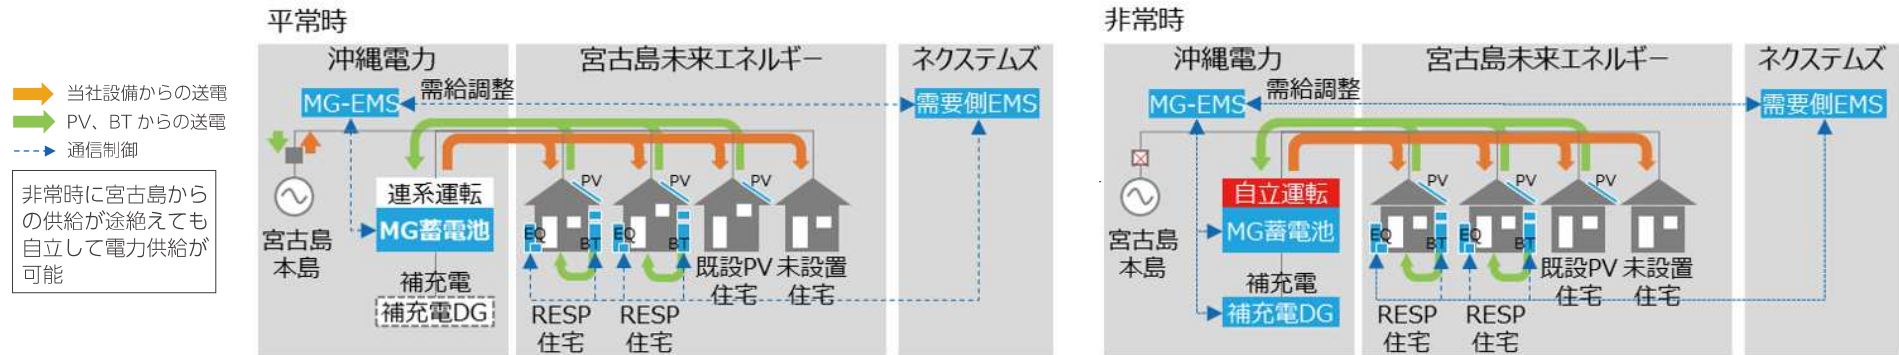 当社設備からの送電
PV、BT からの送電
通信制御
非常時に宮古島から
の供給が途絶えても
自立して電力供給が
可能
平常時
沖縄電力
宮古島未来エネルギー
ネクステムズ
MG-EMS
需給調整
需要側EMS
連系運転
MG蓄電池
宮古島
本島
補充電
補充電DG
PV
PV
PV
EQ
BT
EQ
BT
既設PV
住宅
未設置
住宅
RESP
住宅
RESP
住宅
非常時
沖縄電力
宮古島未来エネルギー
ネクステムズ
MG-EMS
需給調整
需要側EMS
自立運転
MG蓄電池
宮古島
本島
補充電
補充電DG
PV
PV
PV
EQ
BT
EQ
BT
既設PV
住宅
未設置
住宅
RESP
住宅
RESP
住宅